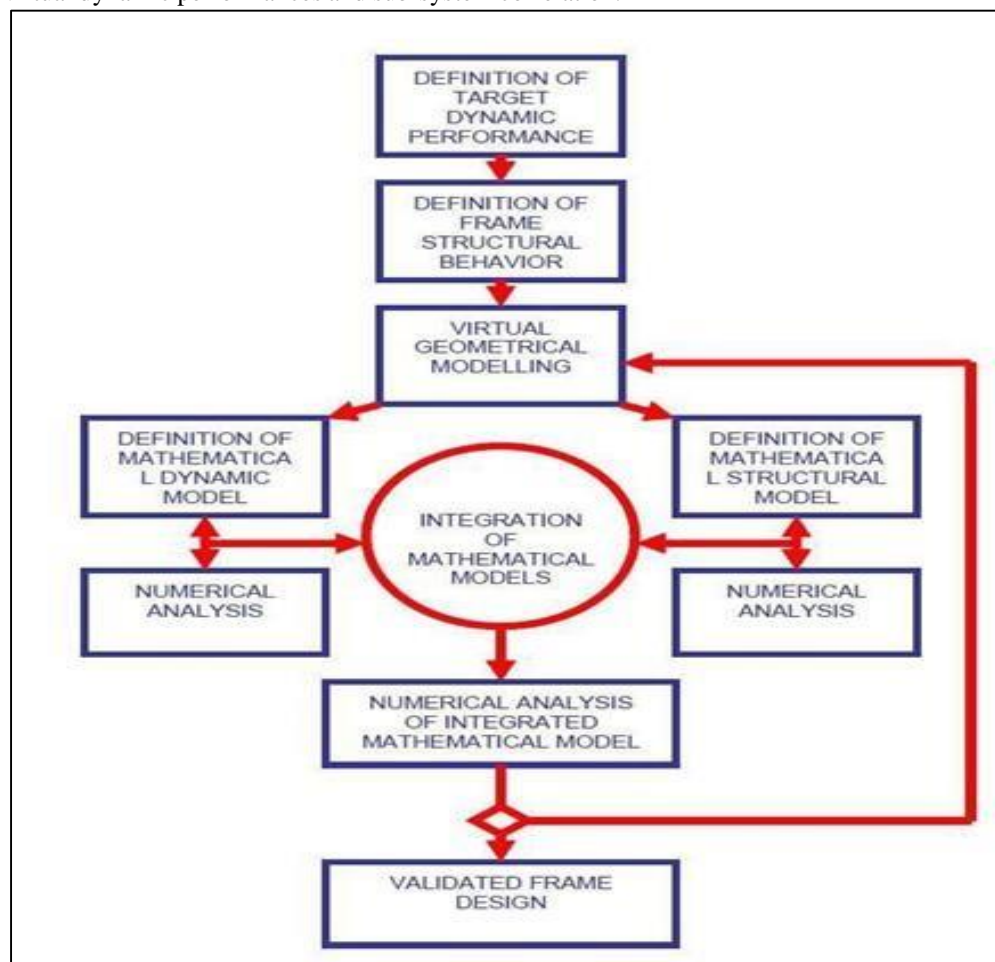 DEFINITION OF
TARGET
DYNAMIC
PERFORMANCE
DEFINITION OF
FRAME
STRUCTURAL
BEHAVIOR
VIRTUAL
GEOMETRICAL
MODELLING
DEFINITION OF
MATHEMATICA
L DYNAMIC
MODEL
DEFINITION OF
MATHEMATICA
L STRUCTURAL
MODEL
INTEGRATION
OF
MATHEMATICAL
MODELS
NUMERICAL
ANALYSIS
NUMERICAL
ANALYSIS
NUMERICAL ANALYSIS
OF INTEGRATED
MATHEMATICAL MODEL
VALIDATED FRAME
DESIGN